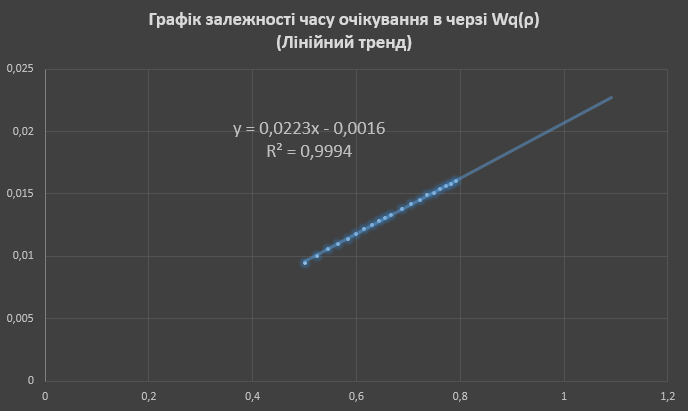 Графік залежності часу очікування в черзі Wq(ρ)
(Лінійний тренд)
0,025
y = 0,0223x - 0,0016
R² = 0,9994
0,02
0,015
0,01
0,005
0
0 0,2 0,4 0,6 0,8 1 1,2